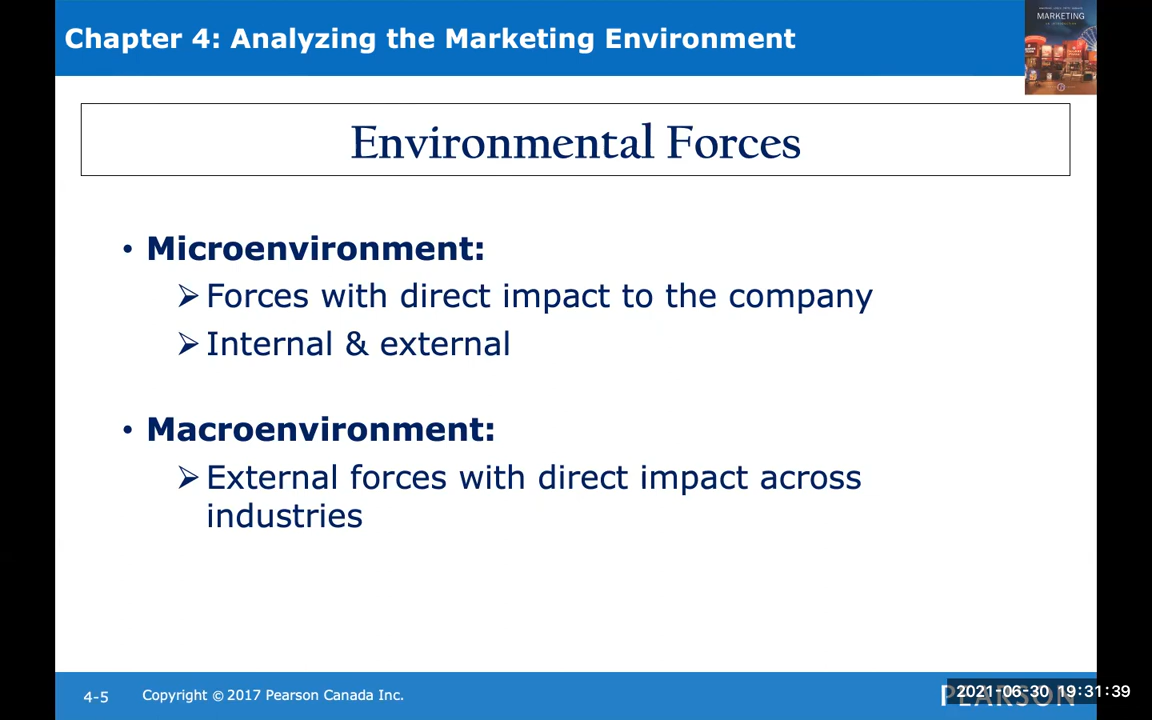 Chapter 4: Analyzing the Marketing Environment
MARKETING
Environmental Forces
• Microenvironment:
➢ Forces with direct impact to the company
➢ Internal & external
• Macroenvironment:
➢ External forces with direct impact across
industries
4-5
Copyright © 2017 Pearson Canada Inc.
PEARSON
2021-06-30 19:31:39